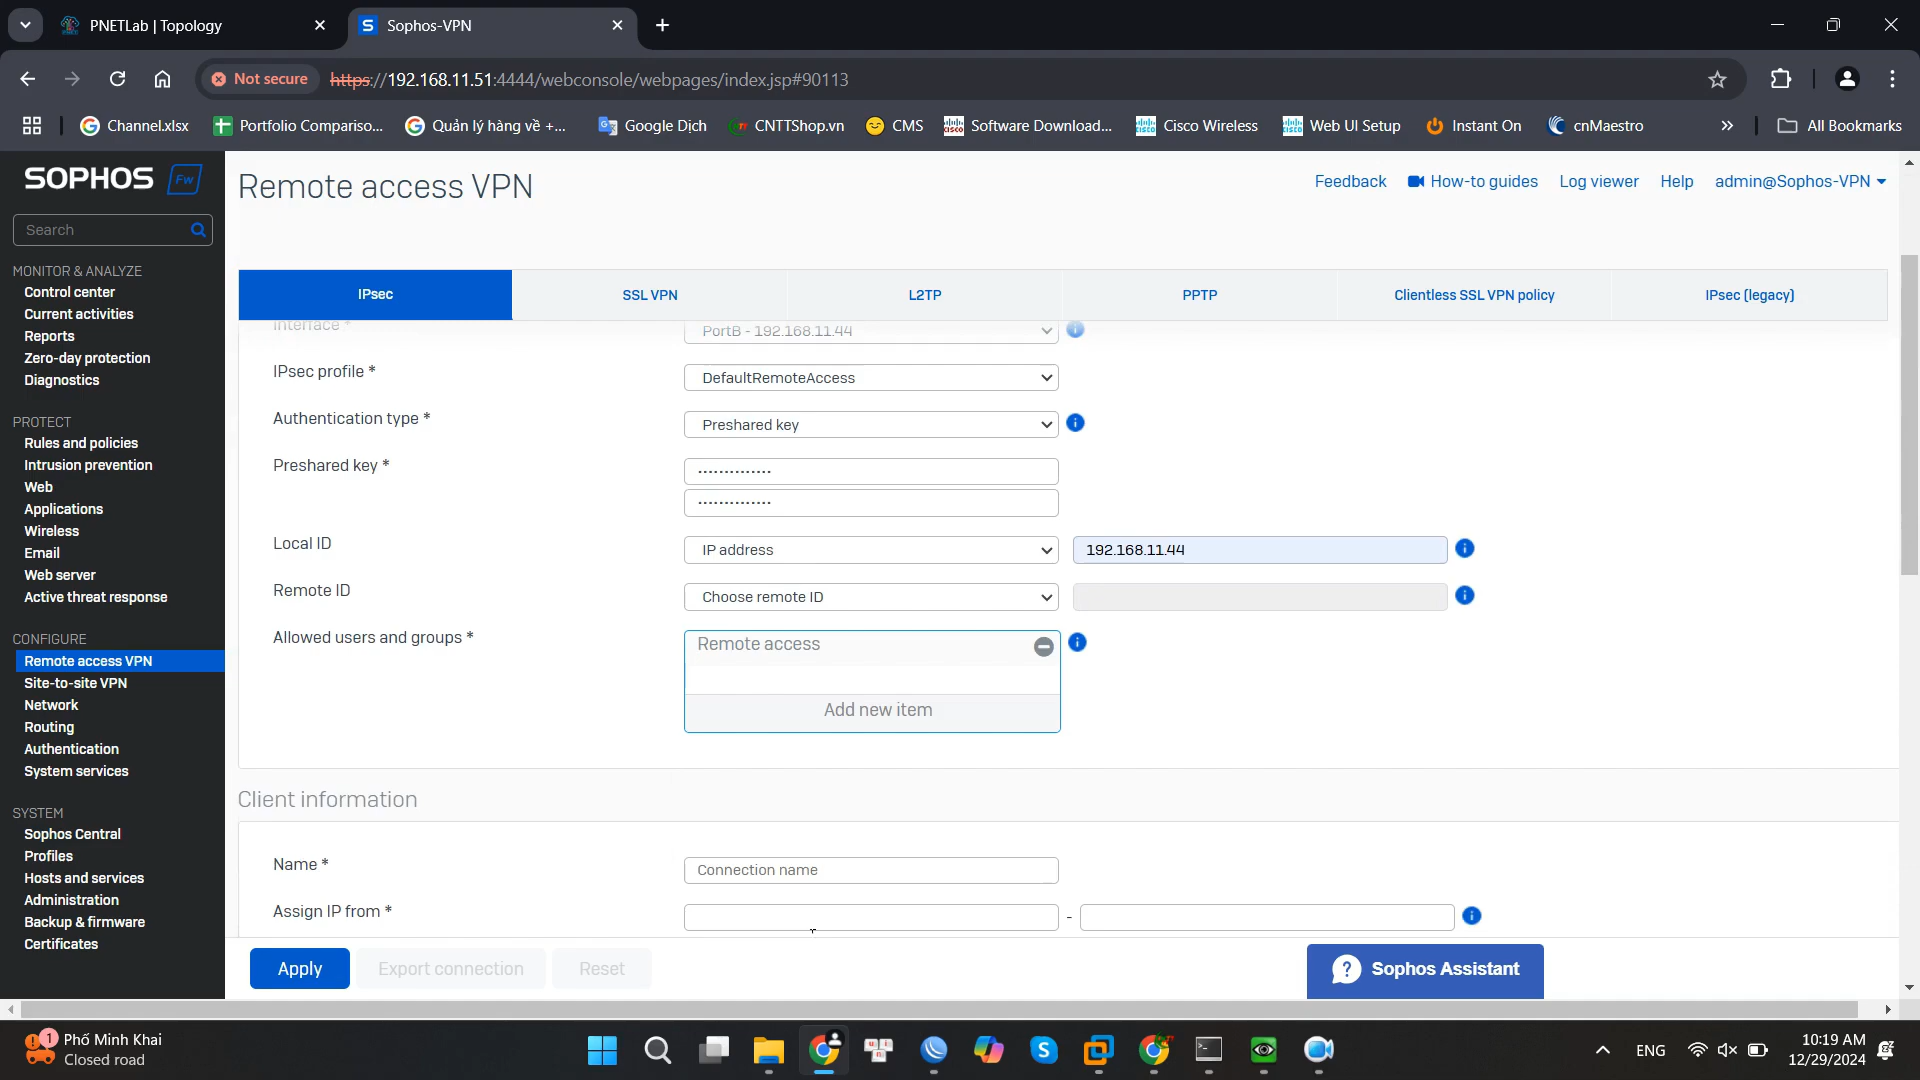 PNETLab | Topology
Sophos-VPN
Not secure
https://192.168.11.51:4444/webconsole/webpages/index.jsp#90113
Channel.xlsx
Portfolio Compariso...
Quản lý hàng về +...
Google Dịch
CNTTShop.vn
CMS
Software Download...
Cisco Wireless
Web UI Setup
Instant On
cnMaestro
All Bookmarks
SOPHOS Fw
Remote access VPN
Feedback
How-to guides
Log viewer
Help
admin@Sophos-VPN
Search
MONITOR & ANALYZE
Control center
Current activities
Reports
Zero-day protection
Diagnostics
PROTECT
Rules and policies
Intrusion prevention
Web
Applications
Wireless
Email
Web server
Active threat response
CONFIGURE
Remote access VPN
Site-to-site VPN
Network
Routing
Authentication
System services
SYSTEM
Sophos Central
Profiles
Hosts and services
Administration
Backup & firmware
Certificates
IPsec
SSL VPN
L2TP
PPTP
Clientless SSL VPN policy
IPsec (legacy)
Interface *
PortB - 192.168.11.44
IPsec profile *
DefaultRemoteAccess
Authentication type *
Preshared key
Preshared key *
··············
··············
Local ID
IP address
192.168.11.44
Remote ID
Choose remote ID
Allowed users and groups *
Remote access
Add new item
Client information
Name *
Connection name
Assign IP from *
-
Apply
Export connection
Reset
? Sophos Assistant
1
Phố Minh Khai
Closed road
ENG
10:19 AM
12/29/2024